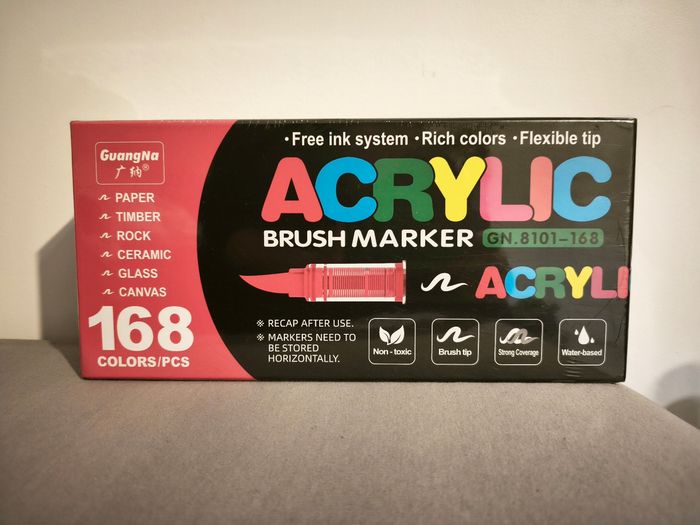 ·Free ink system ·Rich colors ·Flexible tip
GuangNa
广纳®
PAPER
TIMBER
ROCK
CERAMIC
GLASS
CANVAS
168
COLORS/PCS
ACRYLIC
BRUSH MARKER GN.8101-168
ACRYLI
※ RECAP AFTER USE.
※ MARKERS NEED TO
BE STORED
HORIZONTALLY.
Non-toxic
Brush tip
Strong Coverage
Water-based